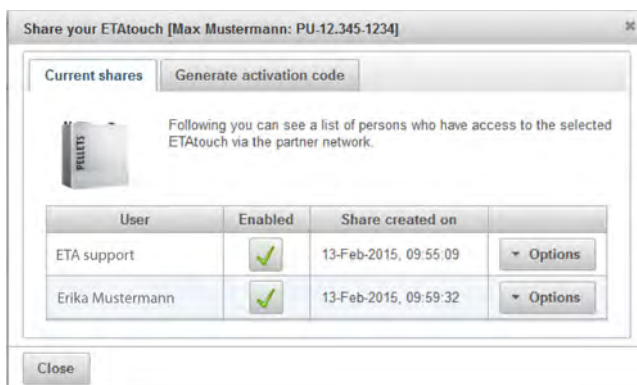 Share your ETAtouch [Max Mustermann: PU-12.345-1234]
Current shares
Generate activation code
PELLETS
Following you can see a list of persons who have access to the selected
ETAtouch via the partner network.
User Enabled Share created on
ETA support 13-Feb-2015, 09:55:09 Options
Erika Mustermann 13-Feb-2015, 09:59:32 Options
Close